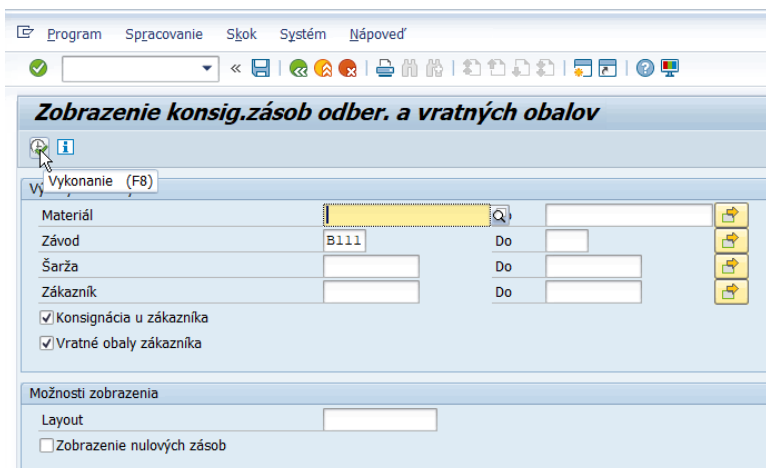 Program Spracovanie Skok Systém Nápoveď
Zobrazenie konsig.zásob odber. a vratných obalov
Vykonanie (F8)
Materiál
Závod B111 Do
Šarža Do
Zákazník Do
Konsignácia u zákazníka
Vratné obaly zákazníka
Možnosti zobrazenia
Layout
Zobrazenie nulových zásob